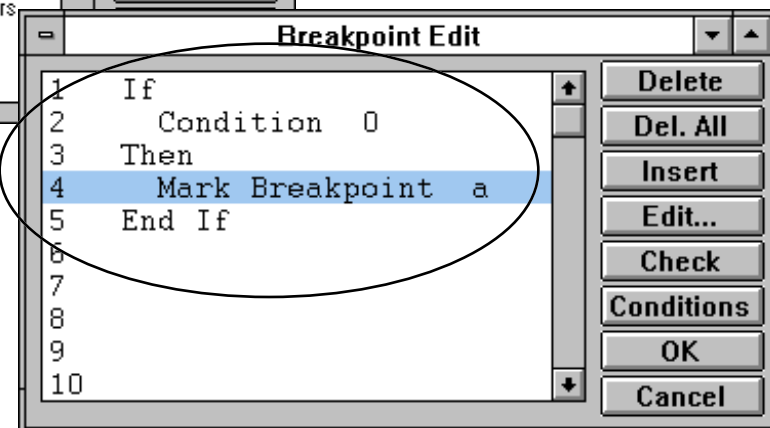 rs
Breakpoint Edit
1 If
2 Condition 0
3 Then
4 Mark Breakpoint a
5 End If
6
7
8
9
10
Delete
Del. All
Insert
Edit...
Check
Conditions
OK
Cancel